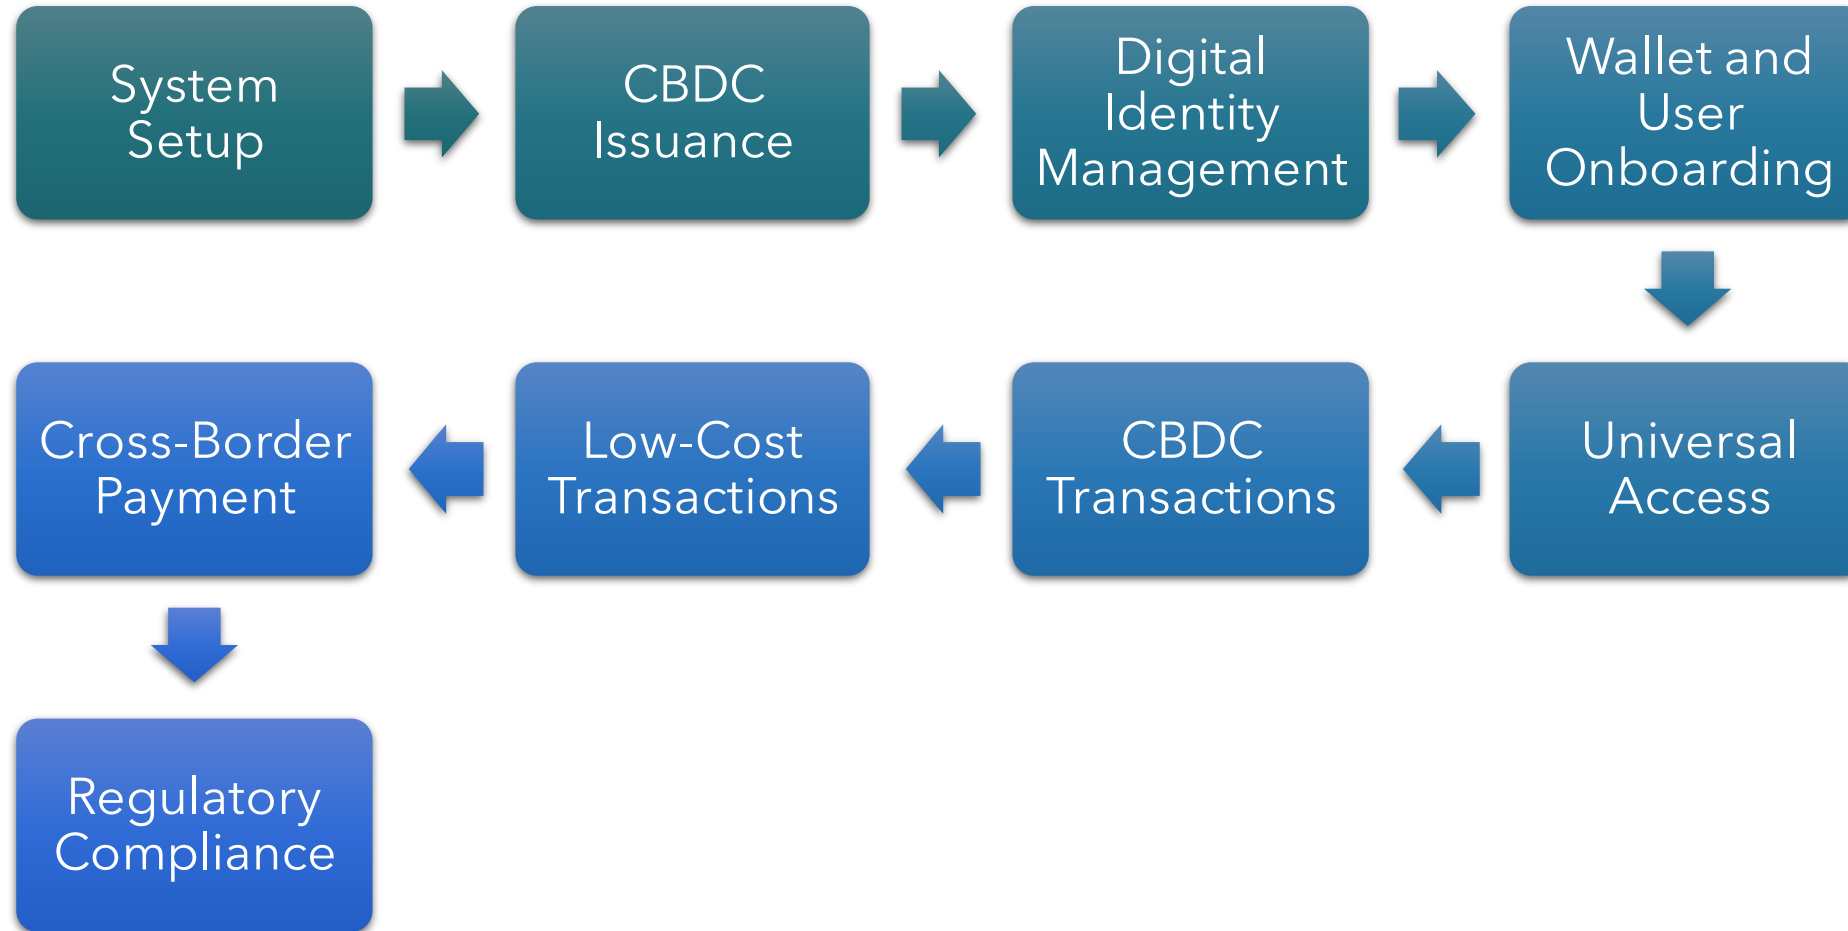 System
Setup
CBDC
Issuance
Digital
Identity
Management
Wallet and
User
Onboarding
Universal
Access
CBDC
Transactions
Low-Cost
Transactions
Cross-Border
Payment
Regulatory
Compliance